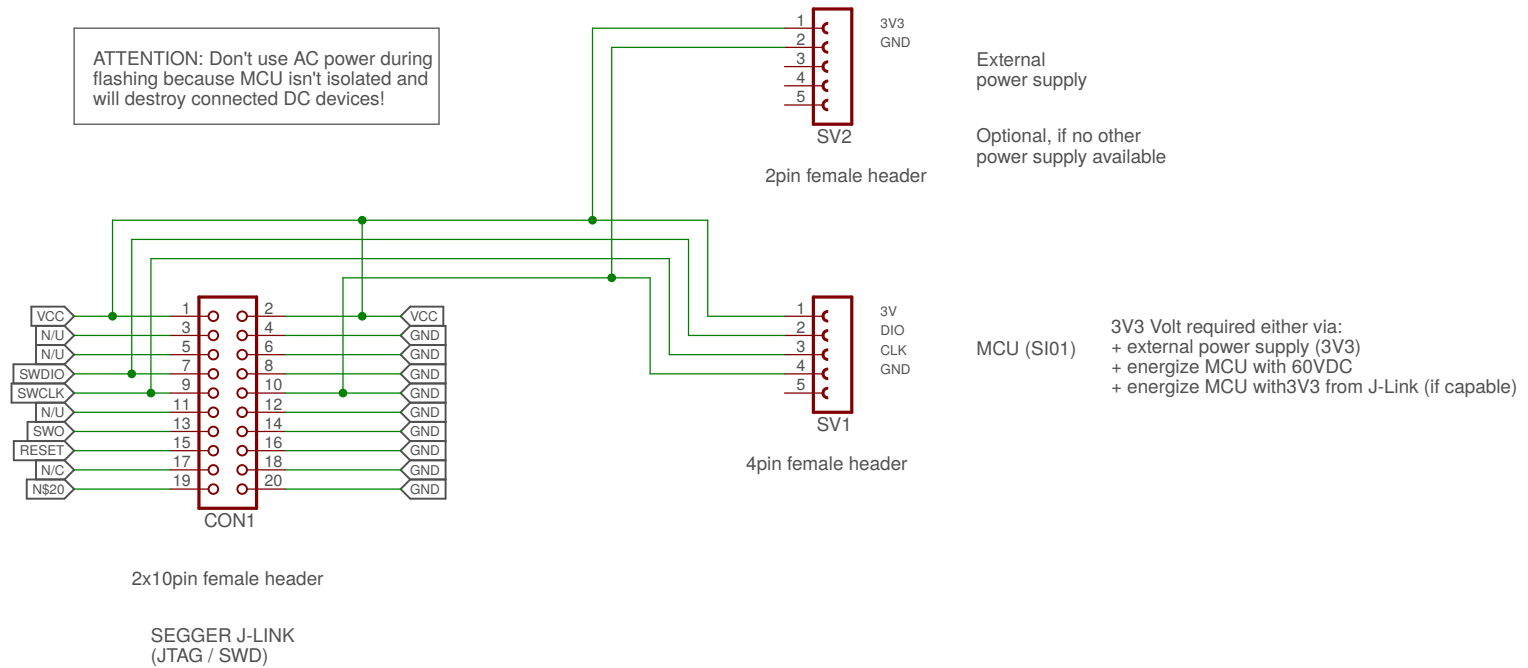 ATTENTION: Don't use AC power during
flashing because MCU isn't isolated and
will destroy connected DC devices!
1
2
3
4
5
3V3
GND
SV2
2pin female header
External
power supply
Optional, if no other
power supply available
VCC 1 2 VCC
N/U 3 4 GND
N/U 5 6 GND
SWDIO 7 8 GND
SWCLK 9 10 GND
N/U 11 12 GND
SWO 13 14 GND
RESET 15 16 GND
N/C 17 18 GND
N$20 19 20 GND
CON1
2x10pin female header
SEGGER J-LINK
(JTAG / SWD)
1 3V
2 DIO
3 CLK
4 GND
5
SV1
4pin female header
MCU (SI01)
3V3 Volt required either via:
+ external power supply (3V3)
+ energize MCU with 60VDC
+ energize MCU with3V3 from J-Link (if capable)